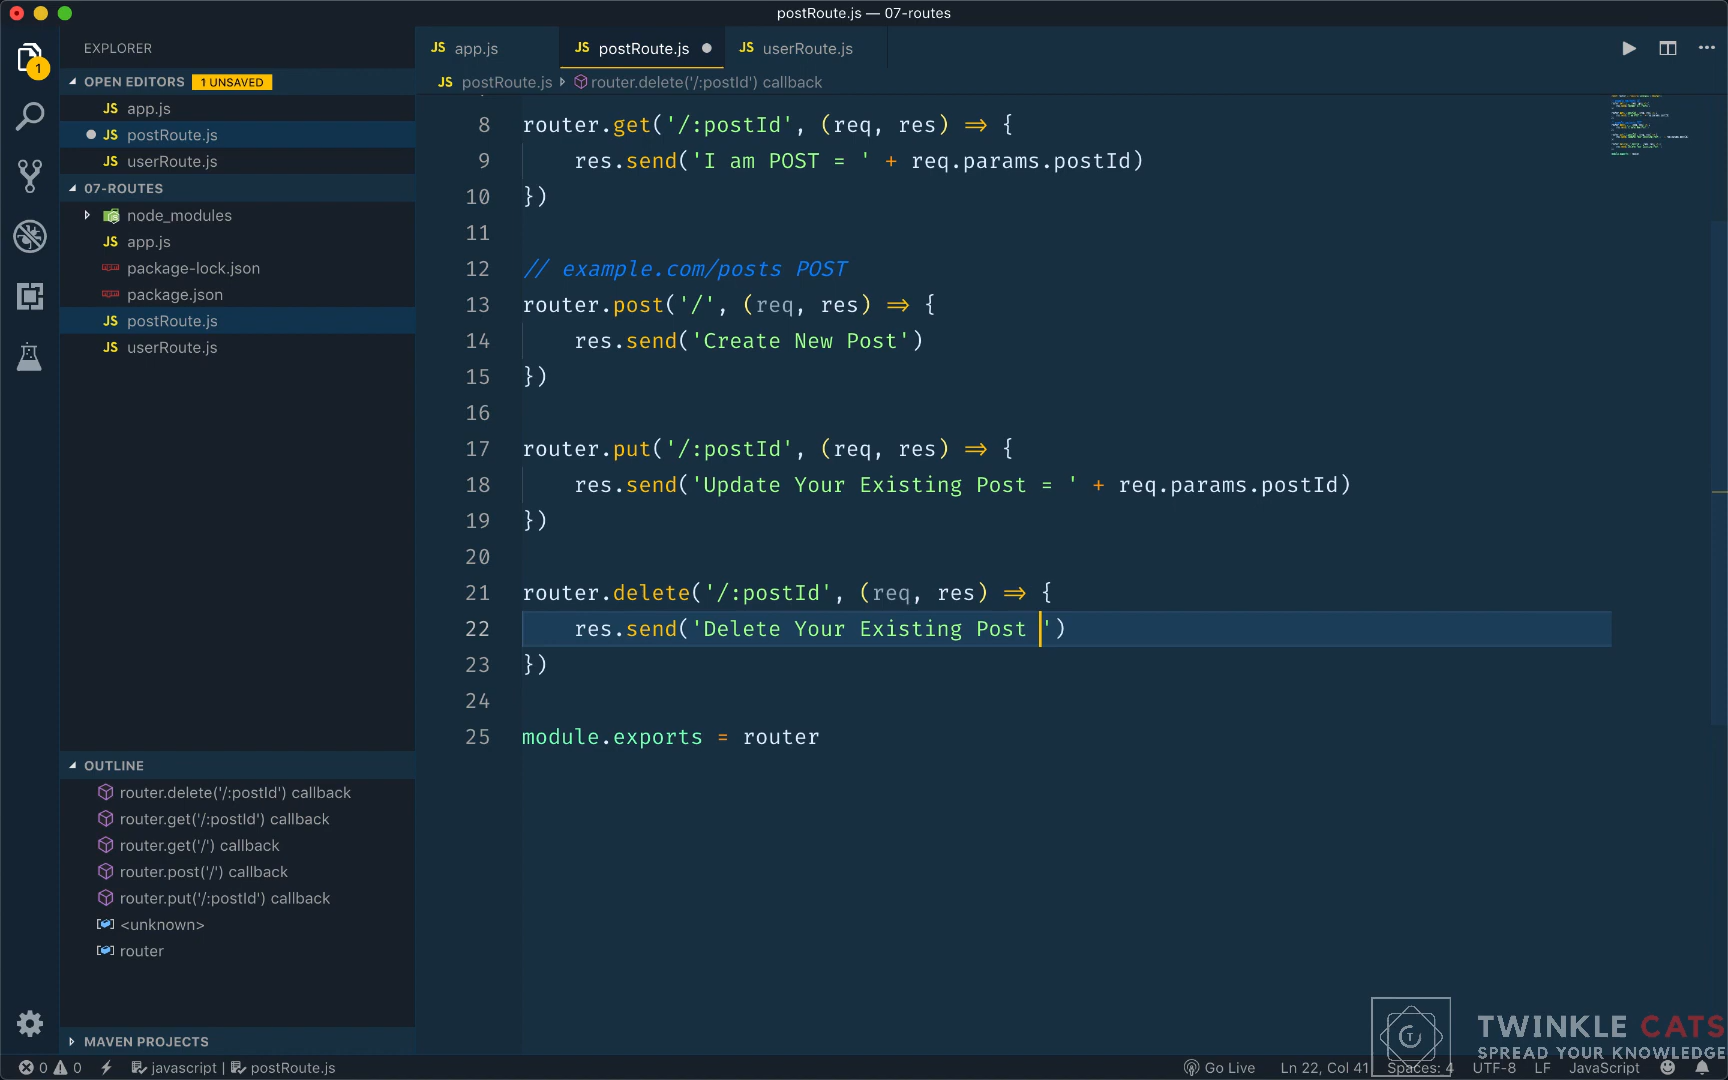 postRoute.js — 07-routes
EXPLORER
OPEN EDITORS 1 UNSAVED
JS app.js
JS postRoute.js
JS userRoute.js
07-ROUTES
node_modules
JS app.js
package-lock.json
package.json
JS postRoute.js
JS userRoute.js
OUTLINE
router.delete('/:postId') callback
router.get('/:postId') callback
router.get('/') callback
router.post('/') callback
router.put('/:postId') callback
<unknown>
router
MAVEN PROJECTS
1
JS app.js JS postRoute.js JS userRoute.js
JS postRoute.js router.delete('/:postId') callback
8 router.get('/:postId', (req, res) => {
9 res.send('I am POST = ' + req.params.postId)
10 })
11
12 // example.com/posts POST
13 router.post('/', (req, res) => {
14 res.send('Create New Post')
15 })
16
17 router.put('/:postId', (req, res) => {
18 res.send('Update Your Existing Post = ' + req.params.postId)
19 })
20
21 router.delete('/:postId', (req, res) => {
22 res.send('Delete Your Existing Post ')
23 })
24
25 module.exports = router
TWINKLE CATS
SPREAD YOUR KNOWLEDGE
0 0 javascript | postRoute.js Go Live Ln 22, Col 41 Spaces: 4 UTF-8 LF JavaScript